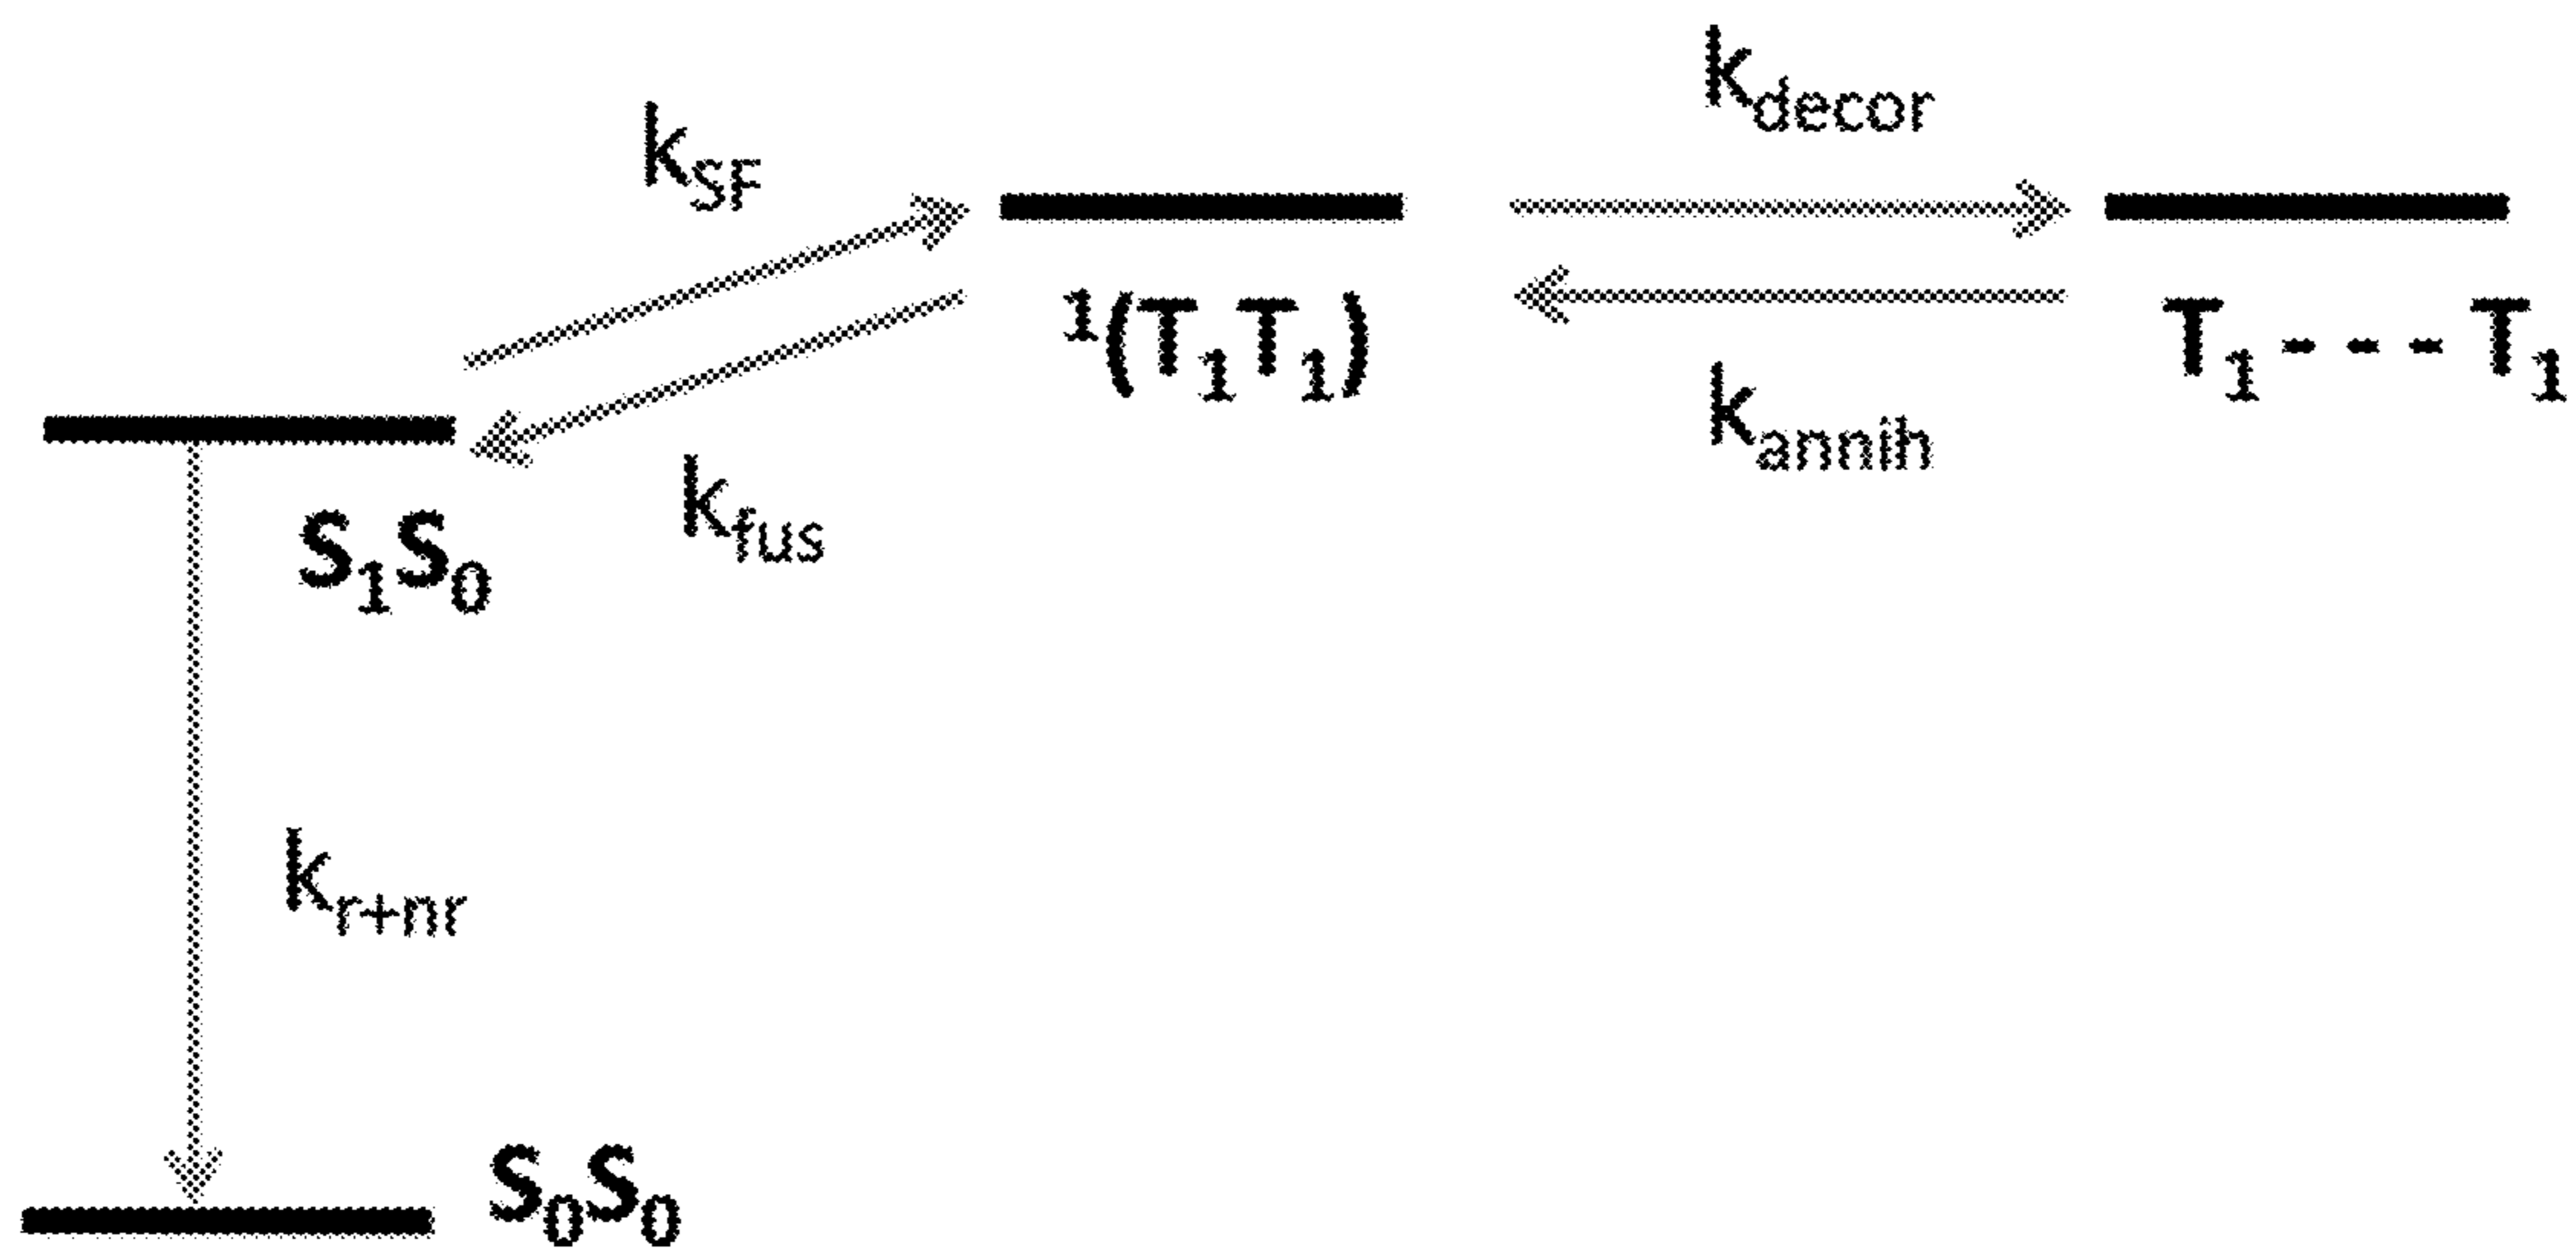 k_decor
k_SF
¹(T₁T₁)
T₁ - - - T₁
k_annih
k_fus
S₁S₀
k_r+nr
S₀S₀